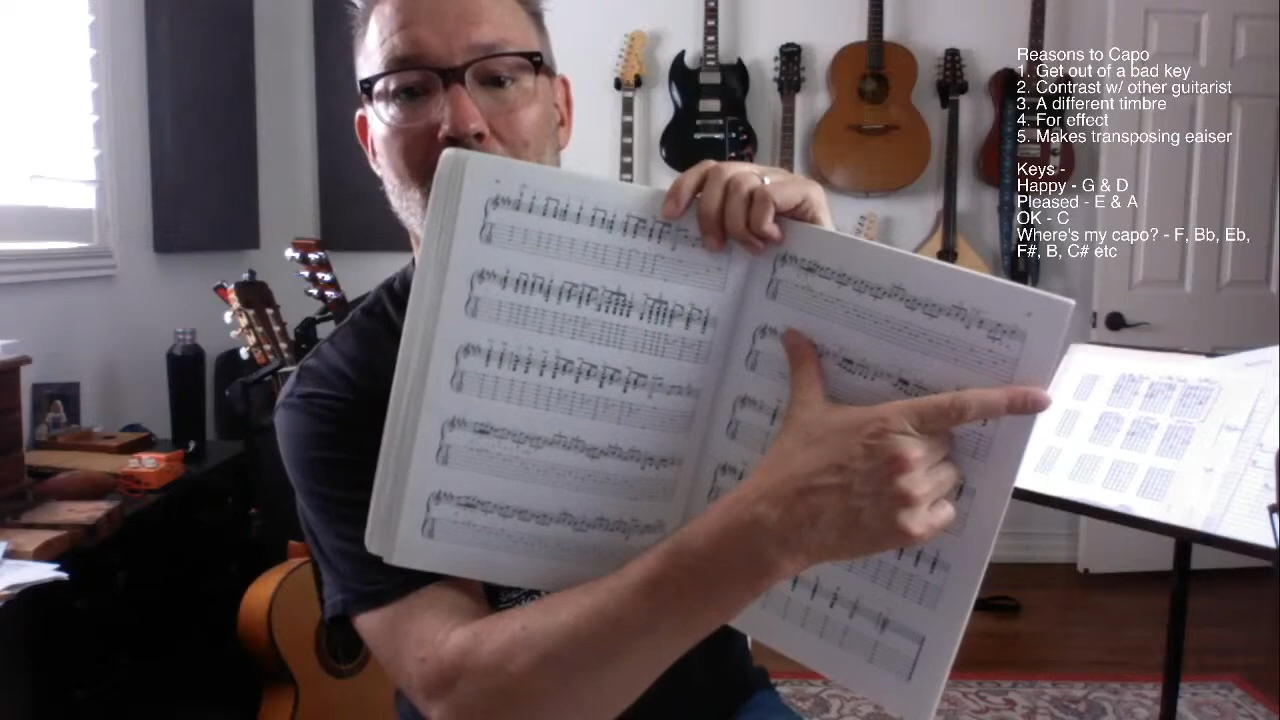 Reasons to Capo
1. Get out of a bad key
2. Contrast w/ other guitarist
3. A different timbre
4. For effect
5. Makes transposing eaiser
Keys -
Happy - G & D
Pleased - E & A
OK - C
Where's my capo? - F, Bb, Eb,
F#, B, C# etc